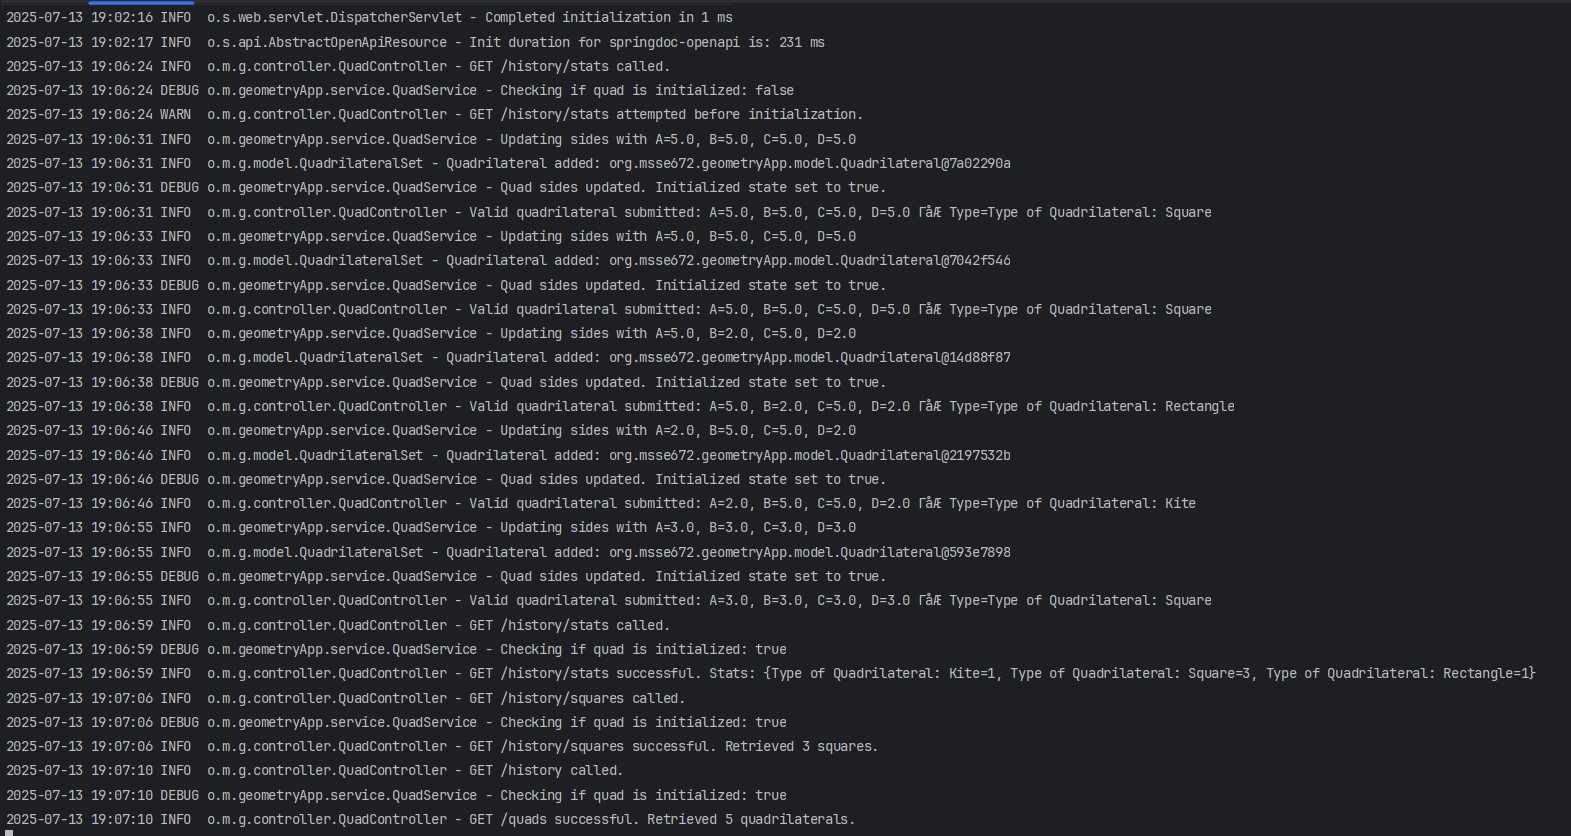 2025-07-13 19:02:16 INFO  o.s.web.servlet.DispatcherServlet - Completed initialization in 1 ms
2025-07-13 19:02:17 INFO  o.s.api.AbstractOpenApiResource - Init duration for springdoc-openapi is: 231 ms
2025-07-13 19:06:24 INFO  o.m.g.controller.QuadController - GET /history/stats called.
2025-07-13 19:06:24 DEBUG o.m.geometryApp.service.QuadService - Checking if quad is initialized: false
2025-07-13 19:06:24 WARN  o.m.g.controller.QuadController - GET /history/stats attempted before initialization.
2025-07-13 19:06:31 INFO  o.m.geometryApp.service.QuadService - Updating sides with A=5.0, B=5.0, C=5.0, D=5.0
2025-07-13 19:06:31 INFO  o.m.g.model.QuadrilateralSet - Quadrilateral added: org.msse672.geometryApp.model.Quadrilateral@7a02290a
2025-07-13 19:06:31 DEBUG o.m.geometryApp.service.QuadService - Quad sides updated. Initialized state set to true.
2025-07-13 19:06:31 INFO  o.m.g.controller.QuadController - Valid quadrilateral submitted: A=5.0, B=5.0, C=5.0, D=5.0 ΓåÆ Type=Type of Quadrilateral: Square
2025-07-13 19:06:33 INFO  o.m.geometryApp.service.QuadService - Updating sides with A=5.0, B=5.0, C=5.0, D=5.0
2025-07-13 19:06:33 INFO  o.m.g.model.QuadrilateralSet - Quadrilateral added: org.msse672.geometryApp.model.Quadrilateral@7042f546
2025-07-13 19:06:33 DEBUG o.m.geometryApp.service.QuadService - Quad sides updated. Initialized state set to true.
2025-07-13 19:06:33 INFO  o.m.g.controller.QuadController - Valid quadrilateral submitted: A=5.0, B=5.0, C=5.0, D=5.0 ΓåÆ Type=Type of Quadrilateral: Square
2025-07-13 19:06:38 INFO  o.m.geometryApp.service.QuadService - Updating sides with A=5.0, B=2.0, C=5.0, D=2.0
2025-07-13 19:06:38 INFO  o.m.g.model.QuadrilateralSet - Quadrilateral added: org.msse672.geometryApp.model.Quadrilateral@14d88f87
2025-07-13 19:06:38 DEBUG o.m.geometryApp.service.QuadService - Quad sides updated. Initialized state set to true.
2025-07-13 19:06:38 INFO  o.m.g.controller.QuadController - Valid quadrilateral submitted: A=5.0, B=2.0, C=5.0, D=2.0 ΓåÆ Type=Type of Quadrilateral: Rectangle
2025-07-13 19:06:46 INFO  o.m.geometryApp.service.QuadService - Updating sides with A=2.0, B=5.0, C=5.0, D=2.0
2025-07-13 19:06:46 INFO  o.m.g.model.QuadrilateralSet - Quadrilateral added: org.msse672.geometryApp.model.Quadrilateral@2197532b
2025-07-13 19:06:46 DEBUG o.m.geometryApp.service.QuadService - Quad sides updated. Initialized state set to true.
2025-07-13 19:06:46 INFO  o.m.g.controller.QuadController - Valid quadrilateral submitted: A=2.0, B=5.0, C=5.0, D=2.0 ΓåÆ Type=Type of Quadrilateral: Kite
2025-07-13 19:06:55 INFO  o.m.geometryApp.service.QuadService - Updating sides with A=3.0, B=3.0, C=3.0, D=3.0
2025-07-13 19:06:55 INFO  o.m.g.model.QuadrilateralSet - Quadrilateral added: org.msse672.geometryApp.model.Quadrilateral@593e7898
2025-07-13 19:06:55 DEBUG o.m.geometryApp.service.QuadService - Quad sides updated. Initialized state set to true.
2025-07-13 19:06:55 INFO  o.m.g.controller.QuadController - Valid quadrilateral submitted: A=3.0, B=3.0, C=3.0, D=3.0 ΓåÆ Type=Type of Quadrilateral: Square
2025-07-13 19:06:59 INFO  o.m.g.controller.QuadController - GET /history/stats called.
2025-07-13 19:06:59 DEBUG o.m.geometryApp.service.QuadService - Checking if quad is initialized: true
2025-07-13 19:06:59 INFO  o.m.g.controller.QuadController - GET /history/stats successful. Stats: {Type of Quadrilateral: Kite=1, Type of Quadrilateral: Square=3, Type of Quadrilateral: Rectangle=1}
2025-07-13 19:07:06 INFO  o.m.g.controller.QuadController - GET /history/squares called.
2025-07-13 19:07:06 DEBUG o.m.geometryApp.service.QuadService - Checking if quad is initialized: true
2025-07-13 19:07:06 INFO  o.m.g.controller.QuadController - GET /history/squares successful. Retrieved 3 squares.
2025-07-13 19:07:10 INFO  o.m.g.controller.QuadController - GET /history called.
2025-07-13 19:07:10 DEBUG o.m.geometryApp.service.QuadService - Checking if quad is initialized: true
2025-07-13 19:07:10 INFO  o.m.g.controller.QuadController - GET /quads successful. Retrieved 5 quadrilaterals.